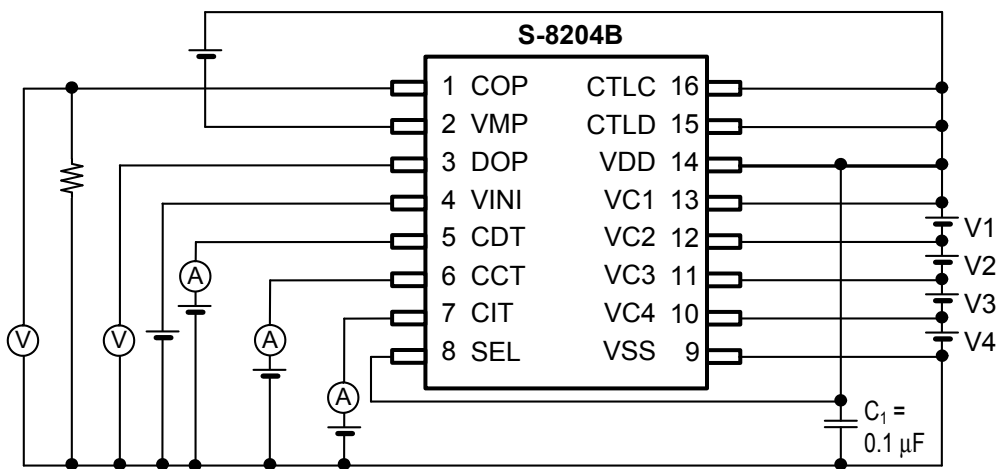 S-8204B
1 COP CTLC 16
2 VMP CTLD 15
3 DOP VDD 14
4 VINI VC1 13
5 CDT VC2 12
6 CCT VC3 11
7 CIT VC4 10
8 SEL VSS 9
V1
V2
V3
V4
A
A
A
V
V
C₁ =
0.1 µF